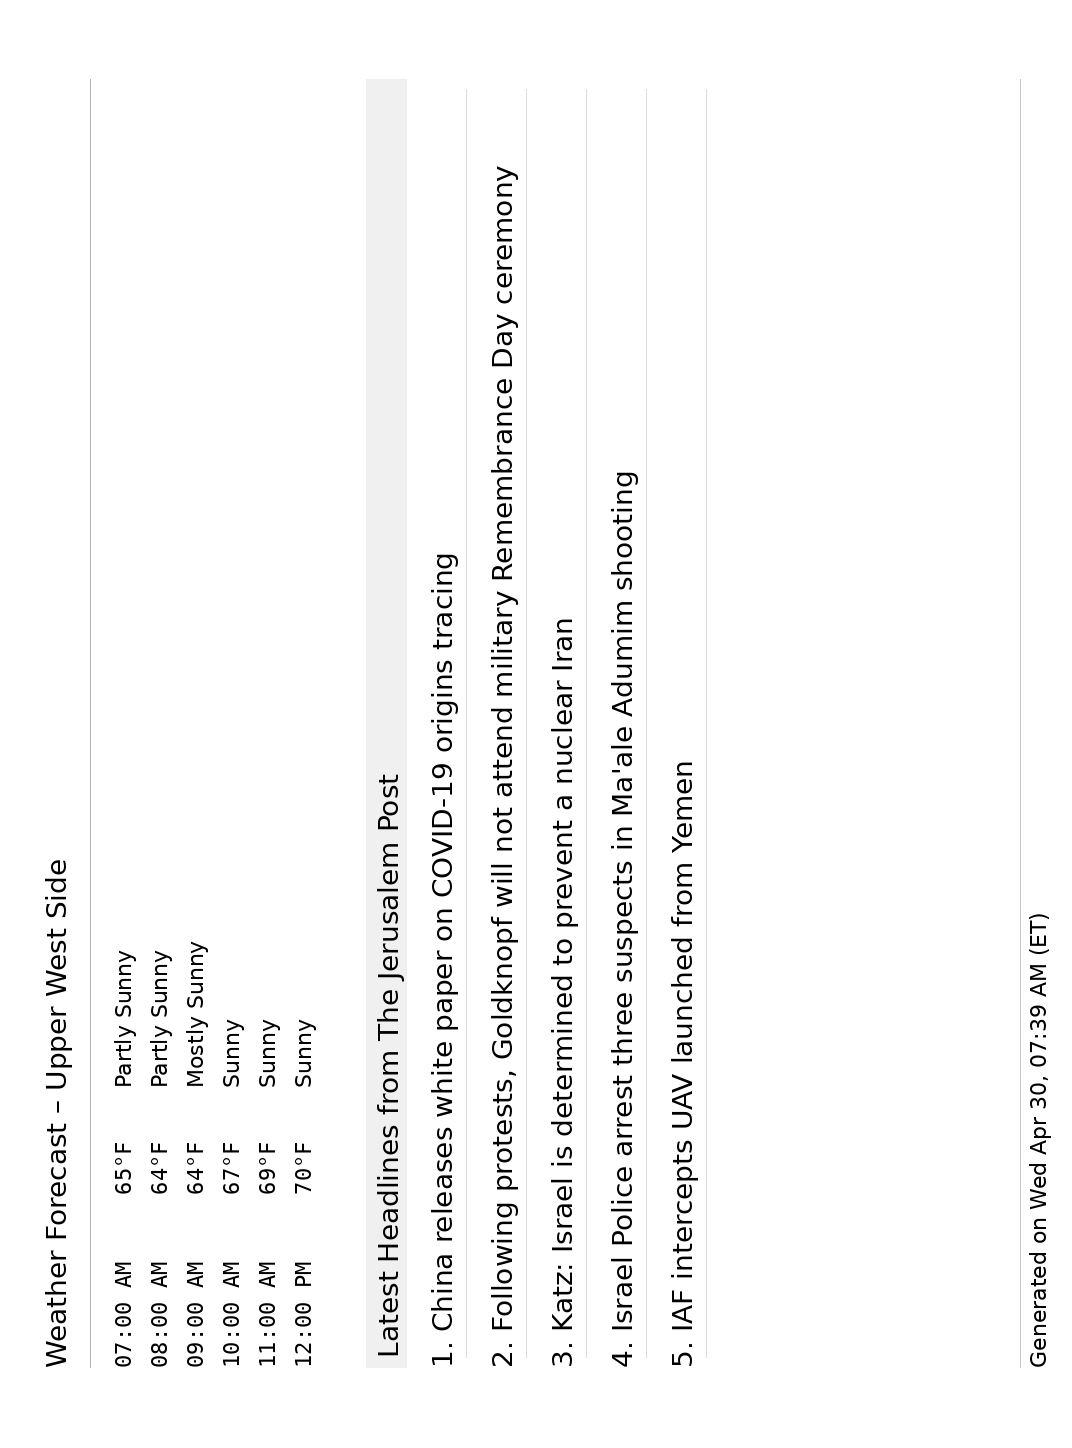 Weather Forecast – Upper West Side
07:00 AM 65°F Partly Sunny
08:00 AM 64°F Partly Sunny
09:00 AM 64°F Mostly Sunny
10:00 AM 67°F Sunny
11:00 AM 69°F Sunny
12:00 PM 70°F Sunny
Latest Headlines from The Jerusalem Post
1. China releases white paper on COVID-19 origins tracing
2. Following protests, Goldknopf will not attend military Remembrance Day ceremony
3. Katz: Israel is determined to prevent a nuclear Iran
4. Israel Police arrest three suspects in Ma'ale Adumim shooting
5. IAF intercepts UAV launched from Yemen
Generated on Wed Apr 30, 07:39 AM (ET)